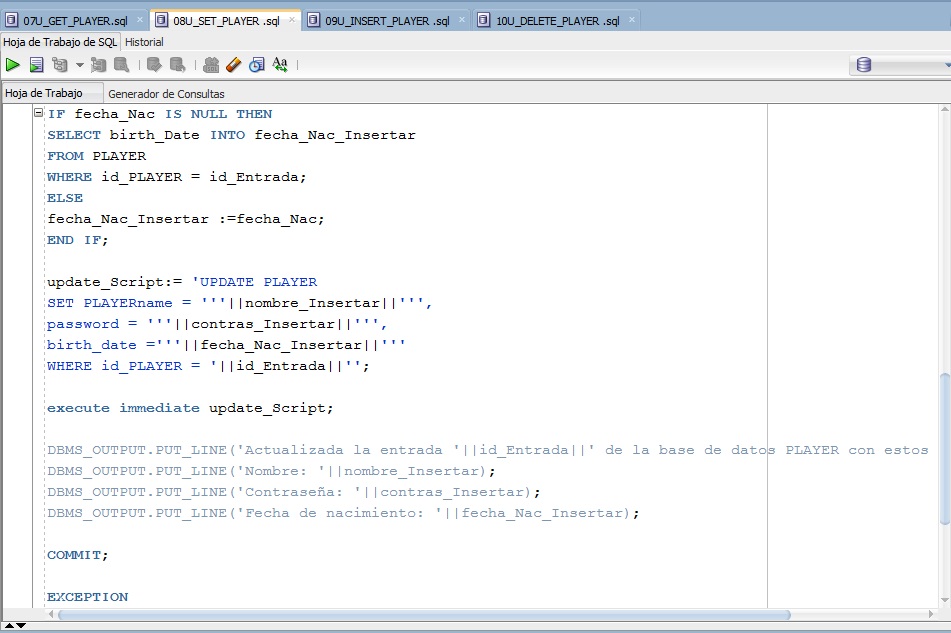 07U_GET_PLAYER.sql 08U_SET_PLAYER .sql 09U_INSERT_PLAYER .sql 10U_DELETE_PLAYER .sql
Hoja de Trabajo de SQL Historial
Aa
Hoja de Trabajo Generador de Consultas
IF fecha_Nac IS NULL THEN
SELECT birth_Date INTO fecha_Nac_Insertar
FROM PLAYER
WHERE id_PLAYER = id_Entrada;
ELSE
fecha_Nac_Insertar :=fecha_Nac;
END IF;
update_Script:= 'UPDATE PLAYER
SET PLAYERname = '''||nombre_Insertar||''',
password = '''||contras_Insertar||''',
birth_date ='''||fecha_Nac_Insertar||'''
WHERE id_PLAYER = '||id_Entrada||'';
execute immediate update_Script;
DBMS_OUTPUT.PUT_LINE('Actualizada la entrada '||id_Entrada||' de la base de datos PLAYER con estos
DBMS_OUTPUT.PUT_LINE('Nombre: '||nombre_Insertar);
DBMS_OUTPUT.PUT_LINE('Contraseña: '||contras_Insertar);
DBMS_OUTPUT.PUT_LINE('Fecha de nacimiento: '||fecha_Nac_Insertar);
COMMIT;
EXCEPTION